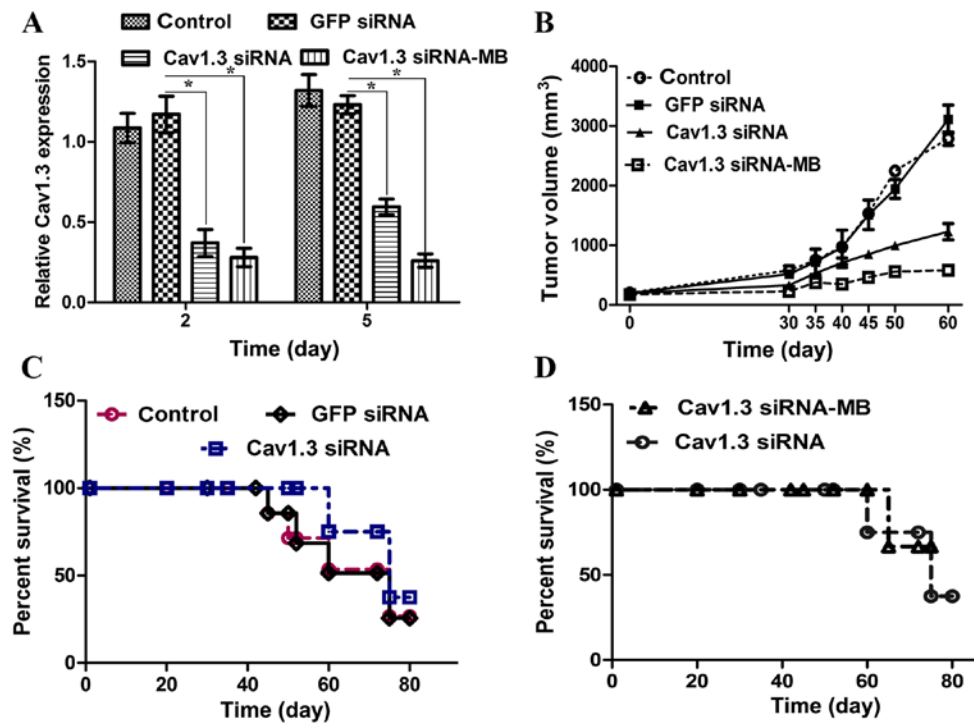 A
Control
GFP siRNA
Cav1.3 siRNA
Cav1.3 siRNA-MB
Relative Cav1.3 expression
1.5
1.0
0.5
0.0
*
*
*
*
2
5
Time (day)
B
Control
GFP siRNA
Cav1.3 siRNA
Cav1.3 siRNA-MB
Tumor volume (mm3)
4000
3000
2000
1000
0
0
30
35
40
45
50
60
Time (day)
C
Control
GFP siRNA
Cav1.3 siRNA
Percent survival (%)
150
100
50
0
0
20
40
60
80
Time (day)
D
Cav1.3 siRNA-MB
Cav1.3 siRNA
Percent survival (%)
150
100
50
0
0
20
40
60
80
Time (day)